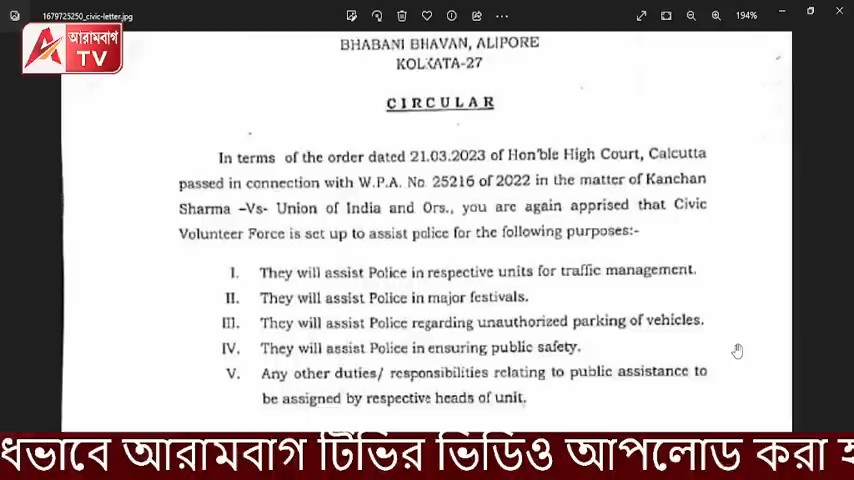 1679725250_civic-letter.jpg
194%
আরামবাগ
TV
BHABANI BHAVAN, ALIPORE
KOLKATA-27
CIRCULAR
In terms of the order dated 21.03.2023 of Hon'ble High Court, Calcutta
passed in connection with W.P.A. No. 25216 of 2022 in the matter of Kanchan
Sharma –Vs- Union of India and Ors., you are again apprised that Civic
Volunteer Force is set up to assist police for the following purposes:-
I. They will assist Police in respective units for traffic management.
II. They will assist Police in major festivals.
III. They will assist Police regarding unauthorized parking of vehicles.
IV. They will assist Police in ensuring public safety.
V. Any other duties/ responsibilities relating to public assistance to
be assigned by respective heads of unit.
ধভাবে আরামবাগ টিভির ভিডিও আপলোড করা হ